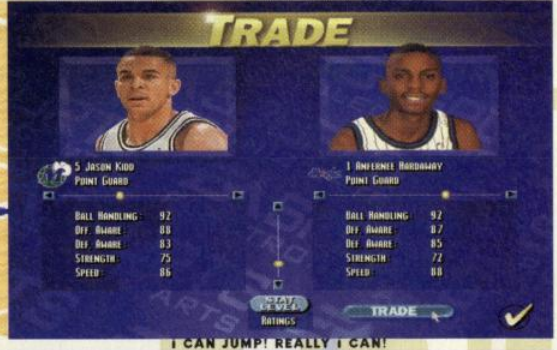 TRADE
5 JASON KIDD
POINT GUARD
1 ANFERNEE HARDAWAY
POINT GUARD
BALL HANDLING: 92
OFF. AWARE: 88
DEF. AWARE: 83
STRENGTH: 75
SPEED: 86
BALL HANDLING: 92
OFF. AWARE: 87
DEF. AWARE: 85
STRENGTH: 72
SPEED: 88
STAT
LEVEL
RATINGS
TRADE
I CAN JUMP! REALLY I CAN!